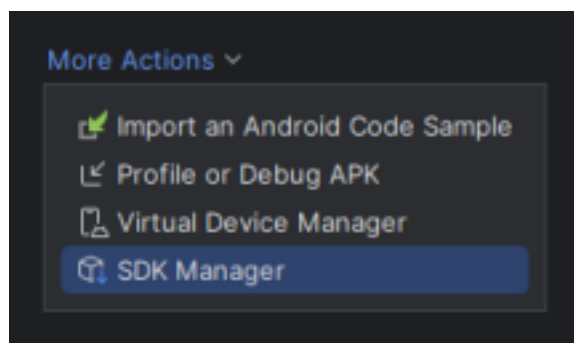 More Actions
Import an Android Code Sample
Profile or Debug APK
Virtual Device Manager
SDK Manager